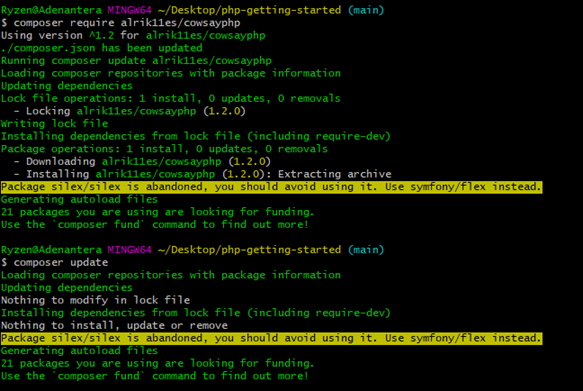 Ryzen@Adenantera MINGW64 ~/Desktop/php-getting-started (main)
$ composer require alrik11es/cowsayphp
Using version ^1.2 for alrik11es/cowsayphp
./composer.json has been updated
Running composer update alrik11es/cowsayphp
Loading composer repositories with package information
Updating dependencies
Lock file operations: 1 install, 0 updates, 0 removals
  - Locking alrik11es/cowsayphp (1.2.0)
Writing lock file
Installing dependencies from lock file (including require-dev)
Package operations: 1 install, 0 updates, 0 removals
  - Downloading alrik11es/cowsayphp (1.2.0)
  - Installing alrik11es/cowsayphp (1.2.0): Extracting archive
Package silex/silex is abandoned, you should avoid using it. Use symfony/flex instead.
Generating autoload files
21 packages you are using are looking for funding.
Use the `composer fund` command to find out more!
Ryzen@Adenantera MINGW64 ~/Desktop/php-getting-started (main)
$ composer update
Loading composer repositories with package information
Updating dependencies
Nothing to modify in lock file
Installing dependencies from lock file (including require-dev)
Nothing to install, update or remove
Package silex/silex is abandoned, you should avoid using it. Use symfony/flex instead.
Generating autoload files
21 packages you are using are looking for funding.
Use the `composer fund` command to find out more!